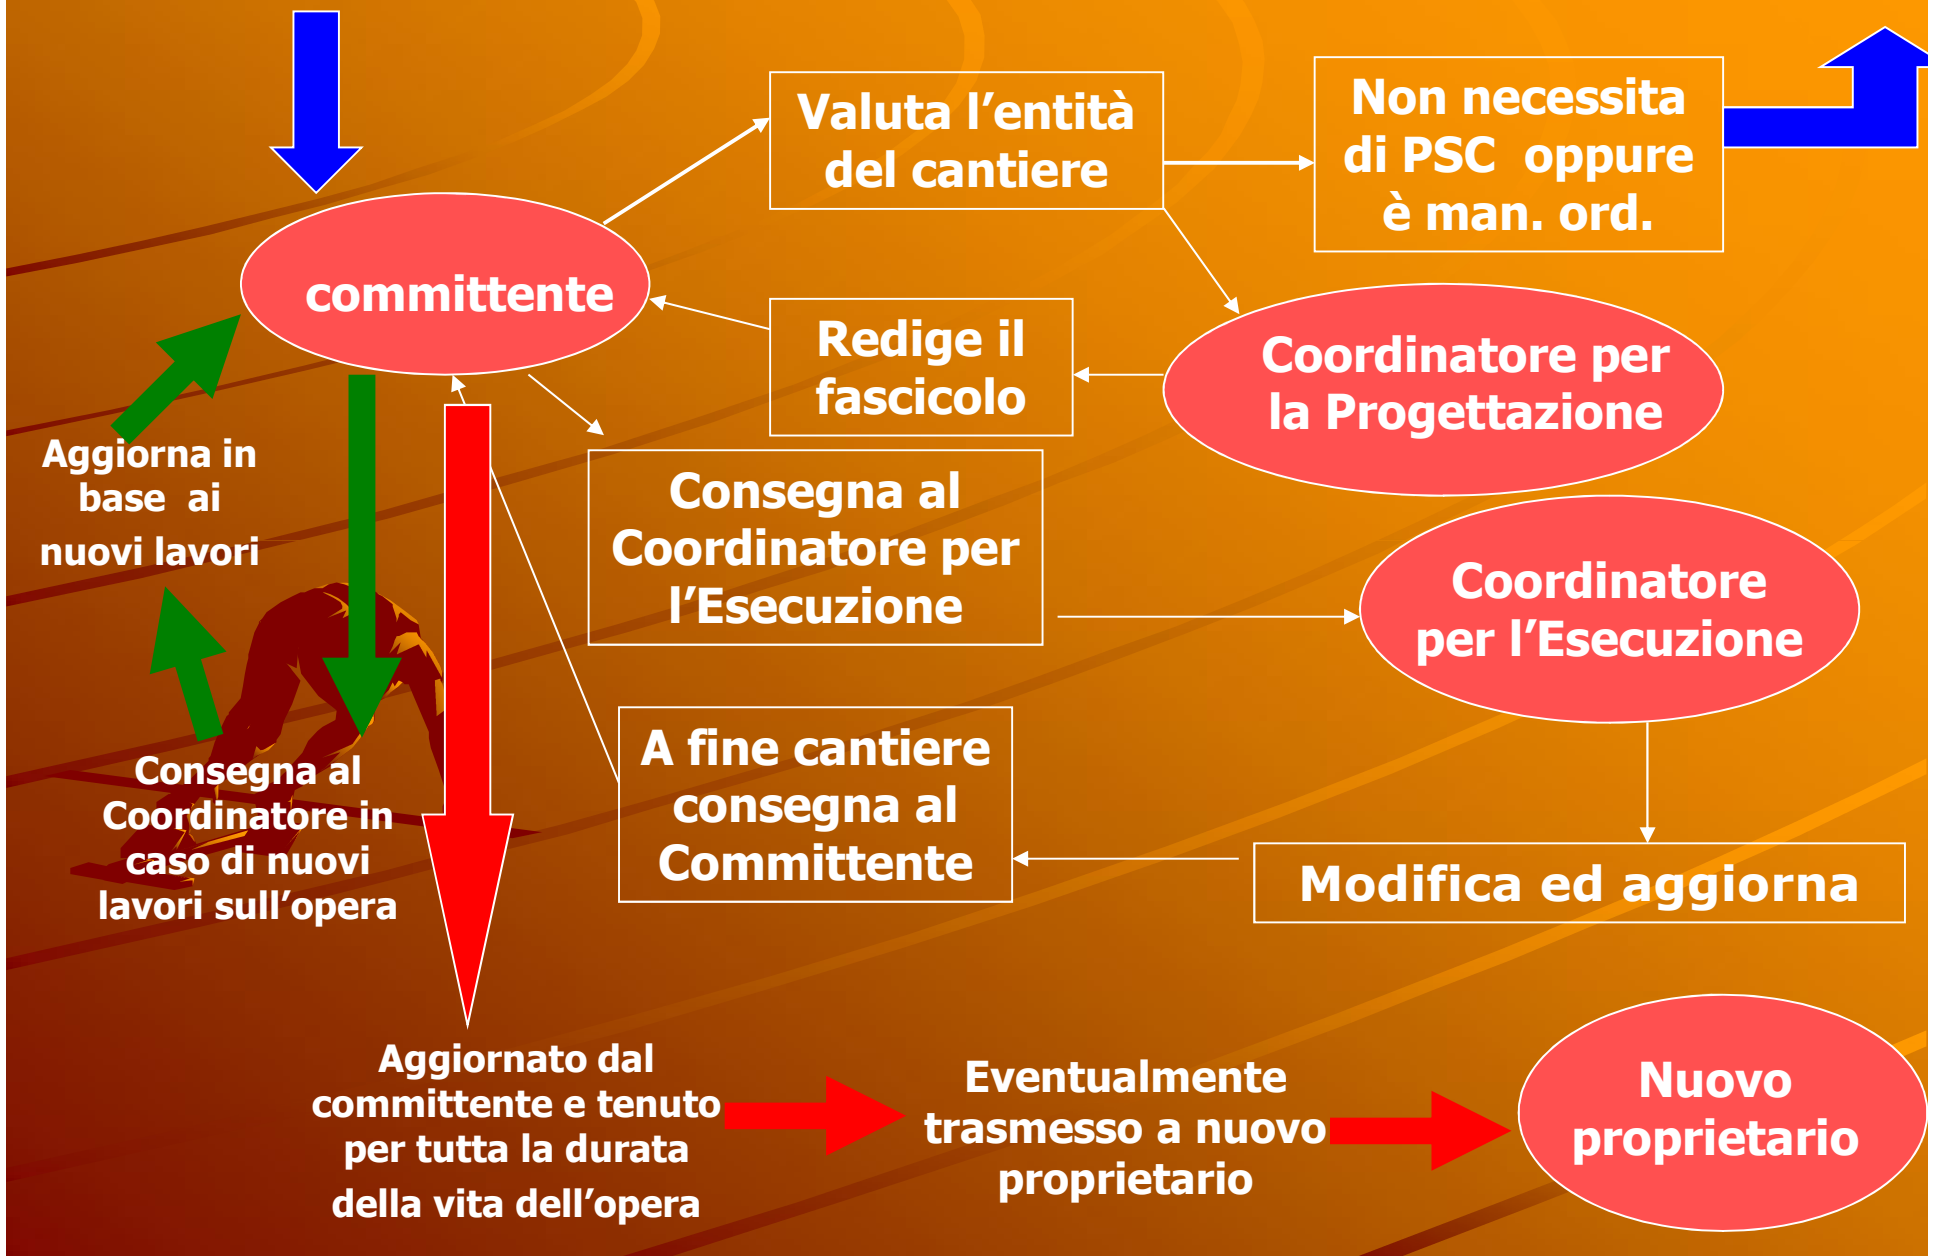 Valuta l’entità
del cantiere
Non necessita
di PSC  oppure
è man. ord.
committente
Redige il
fascicolo
Coordinatore per
la Progettazione
Aggiorna in
base  ai
nuovi lavori
Consegna al
Coordinatore per
l’Esecuzione
Coordinatore
per l’Esecuzione
Consegna al
Coordinatore in
caso di nuovi
lavori sull’opera
A fine cantiere
consegna al
Committente
Modifica ed aggiorna
Aggiornato dal
committente e tenuto
per tutta la durata
della vita dell’opera
Eventualmente
trasmesso a nuovo
proprietario
Nuovo
proprietario